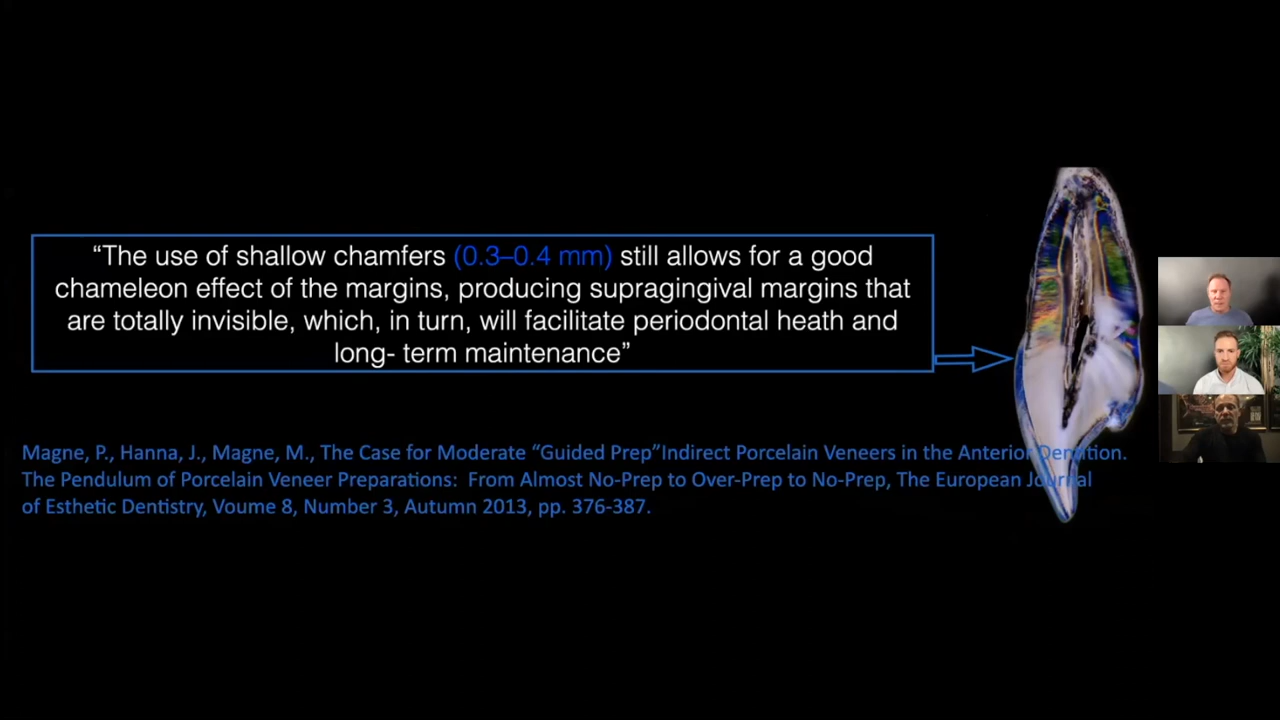 “The use of shallow chamfers (0.3–0.4 mm) still allows for a good
chameleon effect of the margins, producing supragingival margins that
are totally invisible, which, in turn, will facilitate periodontal heath and
long- term maintenance”
Magne, P., Hanna, J., Magne, M., The Case for Moderate “Guided Prep”Indirect Porcelain Veneers in the Anterior Dentition.
The Pendulum of Porcelain Veneer Preparations:  From Almost No-Prep to Over-Prep to No-Prep, The European Journal
of Esthetic Dentistry, Voume 8, Number 3, Autumn 2013, pp. 376-387.